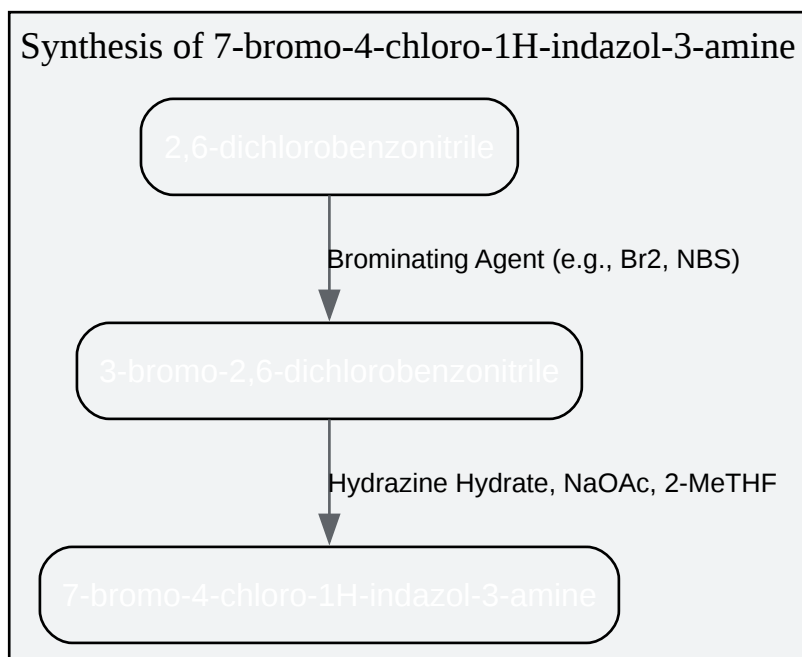 Synthesis of 7-bromo-4-chloro-1H-indazol-3-amine
2,6-dichlorobenzonitrile
Brominating Agent (e.g., Br2, NBS)
3-bromo-2,6-dichlorobenzonitrile
Hydrazine Hydrate, NaOAc, 2-MeTHF
7-bromo-4-chloro-1H-indazol-3-amine